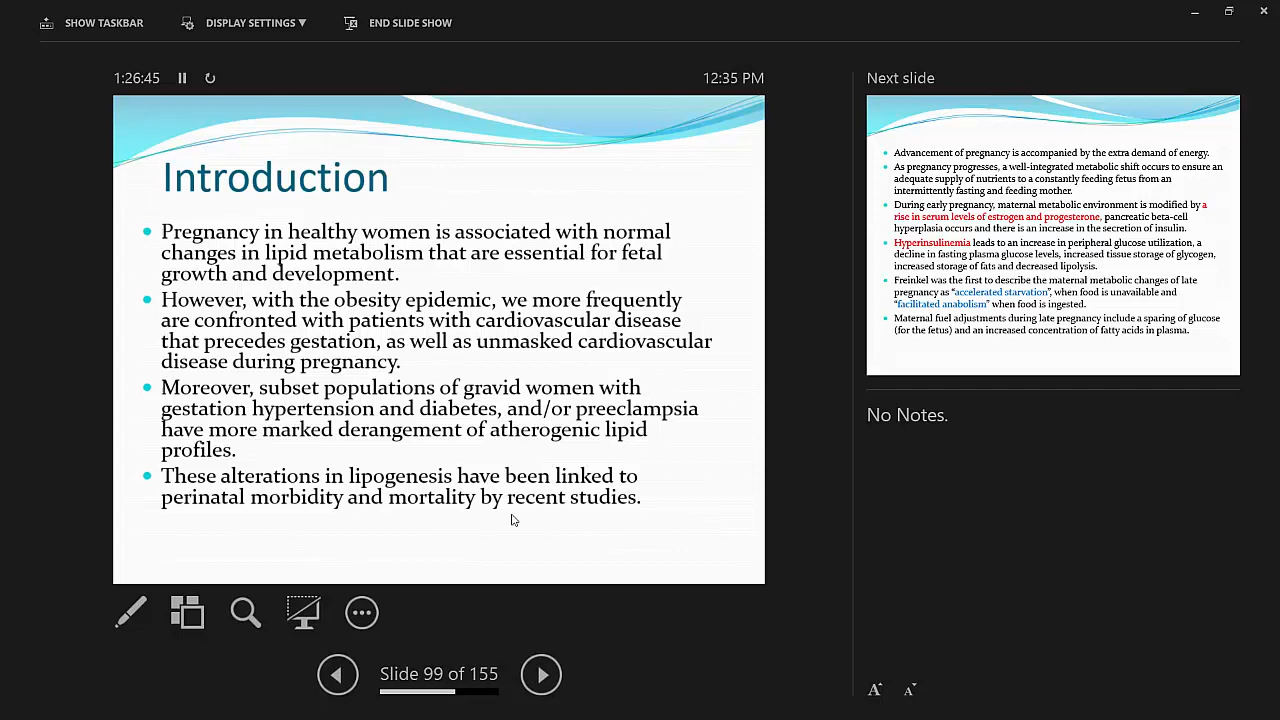 SHOW TASKBAR DISPLAY SETTINGS ▼ END SLIDE SHOW
1:26:45 12:35 PM
Introduction
• Pregnancy in healthy women is associated with normal
changes in lipid metabolism that are essential for fetal
growth and development.
• However, with the obesity epidemic, we more frequently
are confronted with patients with cardiovascular disease
that precedes gestation, as well as unmasked cardiovascular
disease during pregnancy.
• Moreover, subset populations of gravid women with
gestation hypertension and diabetes, and/or preeclampsia
have more marked derangement of atherogenic lipid
profiles.
• These alterations in lipogenesis have been linked to
perinatal morbidity and mortality by recent studies.
Slide 99 of 155
Next slide
• Advancement of pregnancy is accompanied by the extra demand of energy.
• As pregnancy progresses, a well-integrated metabolic shift occurs to ensure an
adequate supply of nutrients to a constantly feeding fetus from an
intermittently fasting and feeding mother.
• During early pregnancy, maternal metabolic environment is modified by a
rise in serum levels of estrogen and progesterone, pancreatic beta-cell
hyperplasia occurs and there is an increase in the secretion of insulin.
• Hyperinsulinemia leads to an increase in peripheral glucose utilization, a
decline in fasting plasma glucose levels, increased tissue storage of glycogen,
increased storage of fats and decreased lipolysis.
• Freinkel was the first to describe the maternal metabolic changes of late
pregnancy as "accelerated starvation", when food is unavailable and
"facilitated anabolism" when food is ingested.
• Maternal fuel adjustments during late pregnancy include a sparing of glucose
(for the fetus) and an increased concentration of fatty acids in plasma.
No Notes.
A A